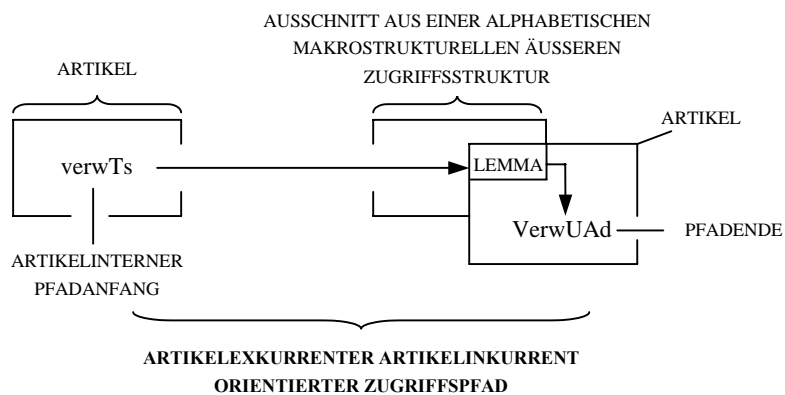 AUSSCHNITT AUS EINER ALPHABETISCHEN
MAKROSTRUKTURELLEN ÄUSSEREN
ZUGRIFFSSTRUKTUR
ARTIKEL
ARTIKEL
verwTs
LEMMA
VerwUAd
PFADENDE
ARTIKELINTERNER
PFADANFANG
ARTIKELEXKURRENTER ARTIKELINKURRENT
ORIENTIERTER ZUGRIFFSPFAD